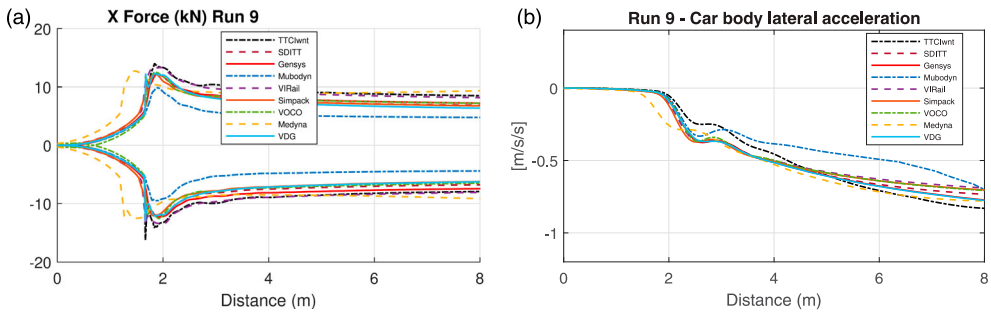 (a)
X Force (kN) Run 9
20
10
0
-10
-20
0
2
4
6
8
Distance (m)
TTCIwnt
SDITT
Gensys
Mubodyn
VIRail
Simpack
VOCO
Medyna
VDG
(b)
Run 9 - Car body lateral acceleration
[m/s/s]
0
-0.5
-1
0
2
4
6
8
Distance (m)
TTCIwnt
SDITT
Gensys
Mubodyn
VIRail
Simpack
VOCO
Medyna
VDG